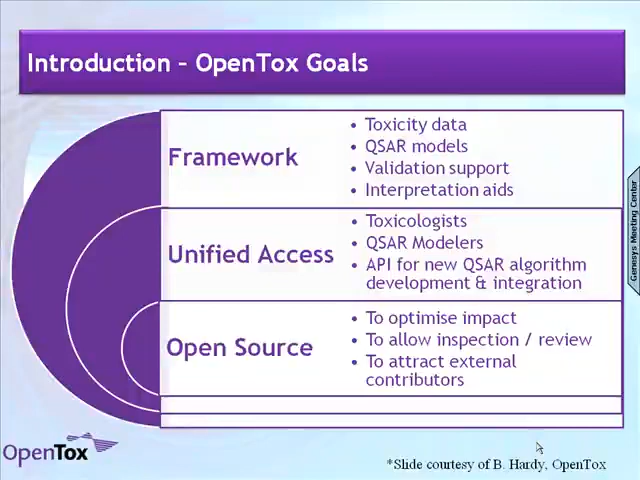 Introduction – OpenTox Goals
Framework
• Toxicity data
• QSAR models
• Validation support
• Interpretation aids
Unified Access
• Toxicologists
• QSAR Modelers
• API for new QSAR algorithm
development & integration
Open Source
• To optimise impact
• To allow inspection / review
• To attract external
contributors
Genesys Meeting Center
OpenTox
*Slide courtesy of B. Hardy, OpenTox